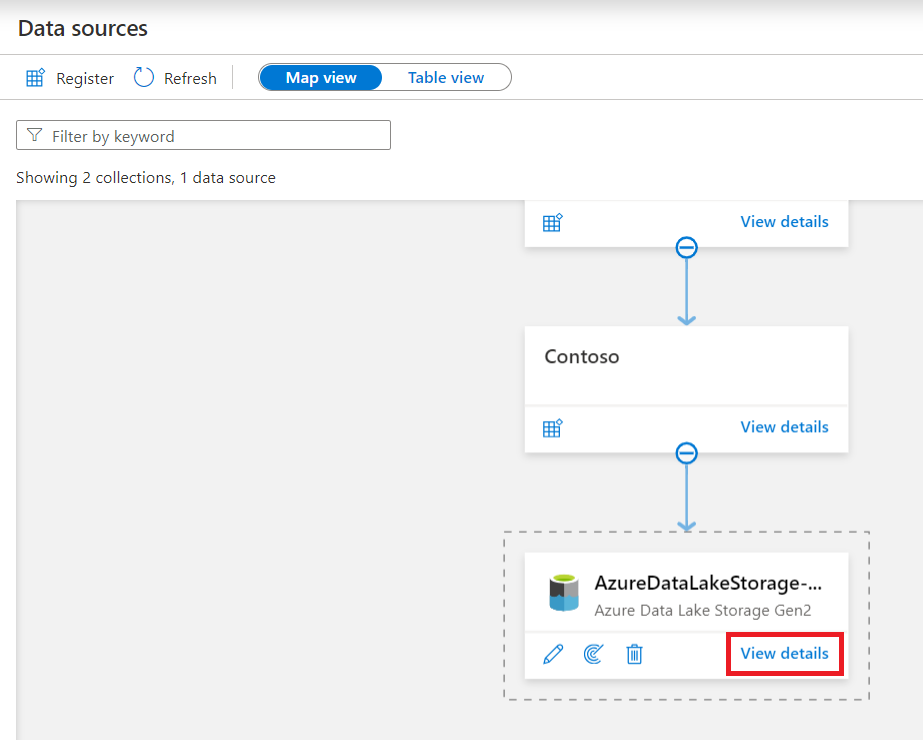 Data sources
Register Refresh Map view Table view
Filter by keyword
Showing 2 collections, 1 data source
View details
Contoso
View details
AzureDataLakeStorage-...
Azure Data Lake Storage Gen2
View details